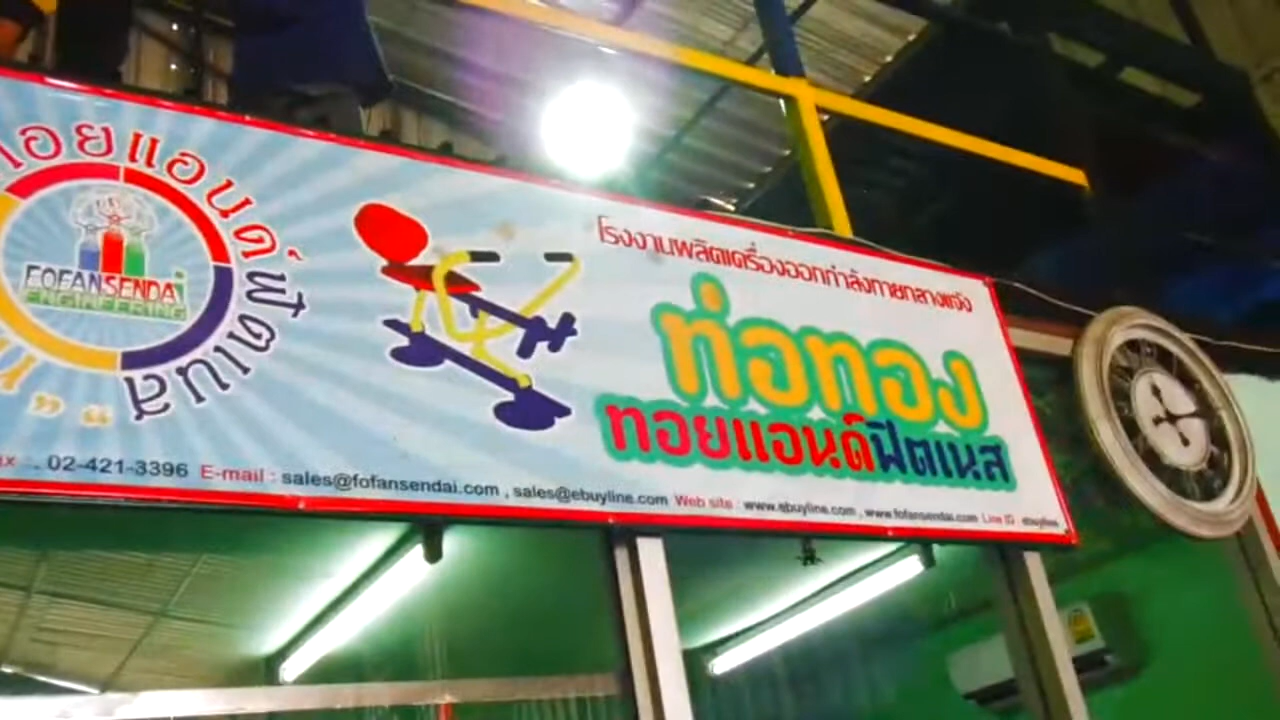 ทอยแอนด์ฟิตเนส
FOFANSENDAI
ENGINEERING
โรงงานผลิตเครื่องออกกำลังกายกลางแจ้ง
ท่อทอง
ทอยแอนด์ฟิตเนส
02-421-3396 E-mail : sales@fofansendai.com , sales@ebuyline.com Web site : www.ebuyline.com , www.fofansendai.com Line ID : ebuyline